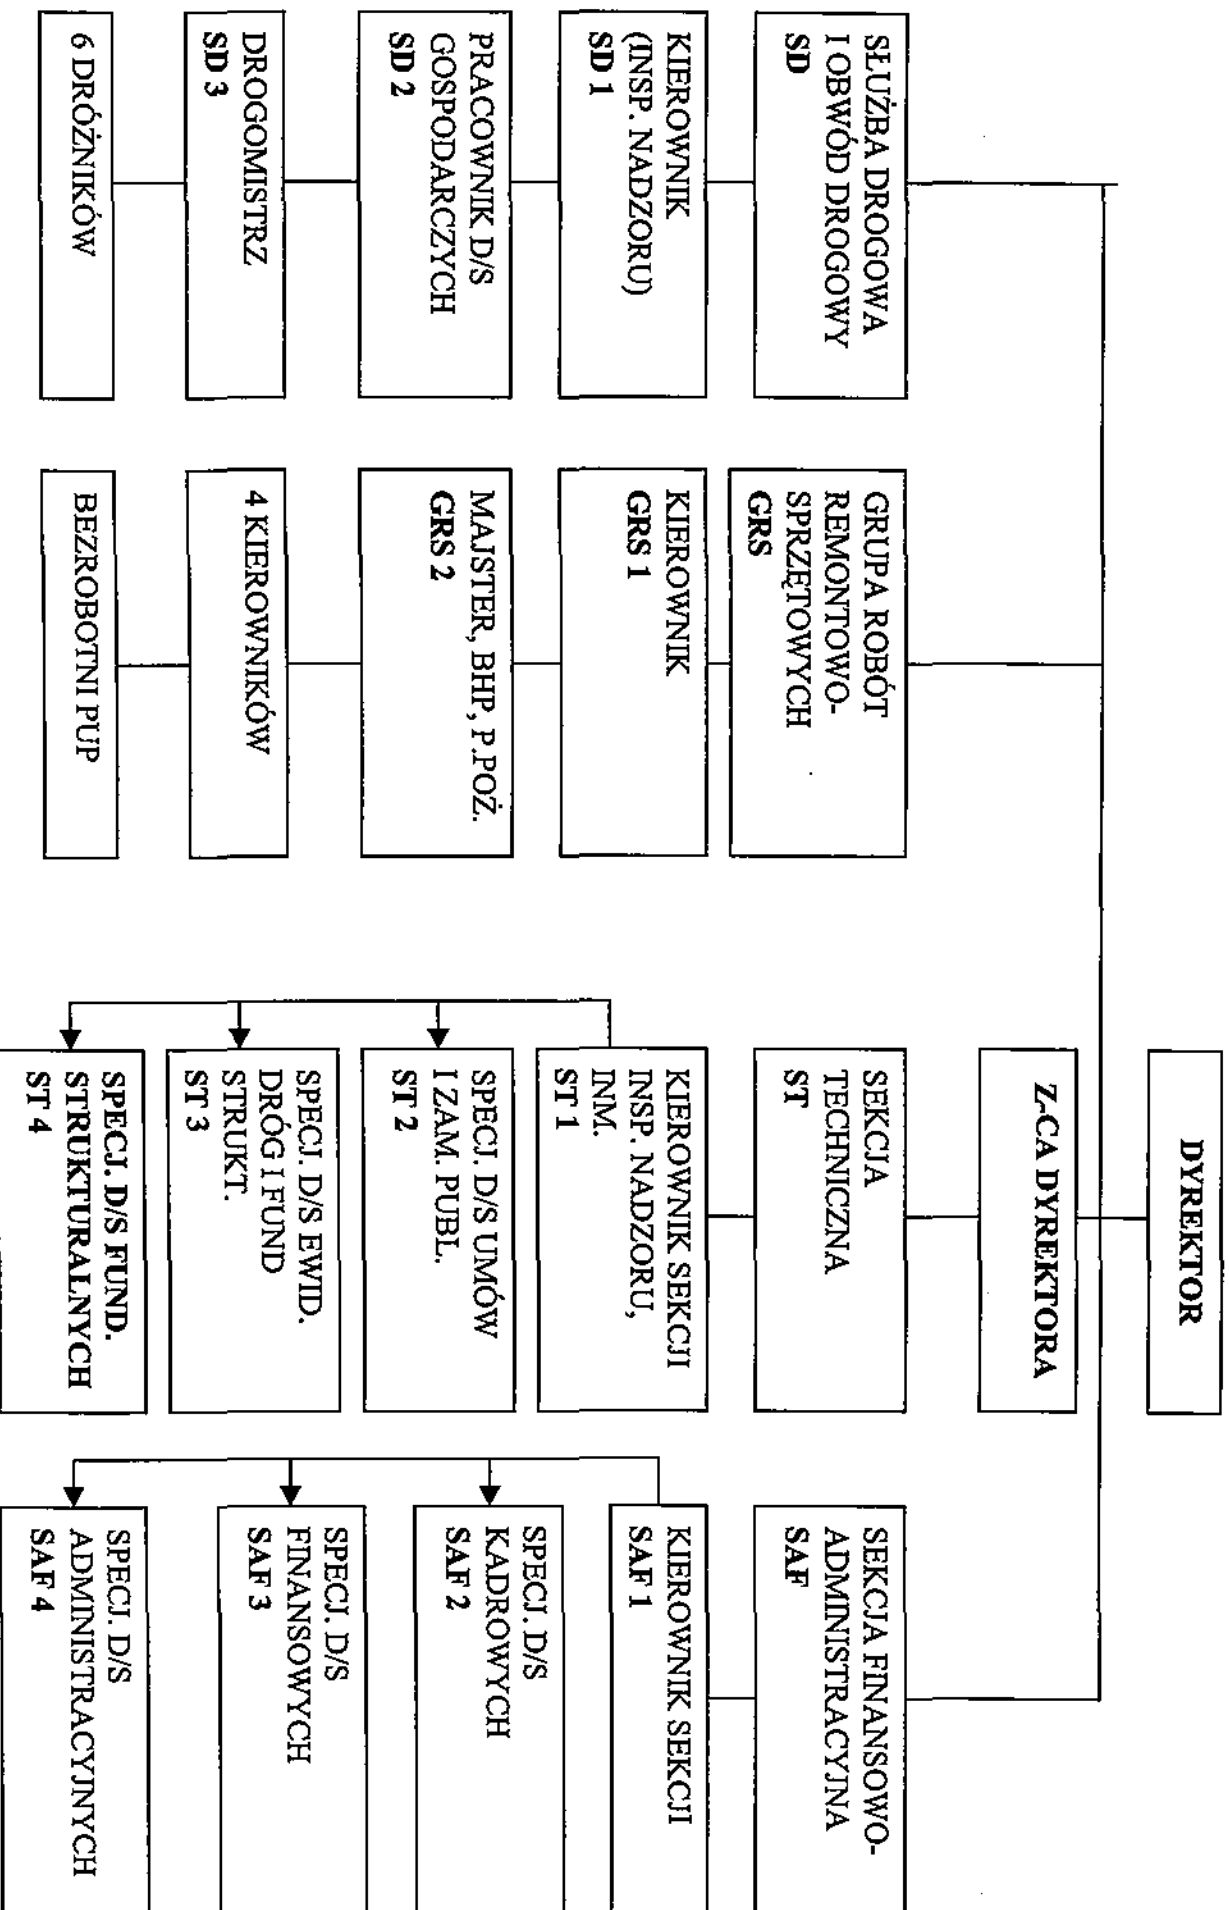 DYREKTOR
Z-CA DYREKTORA
SŁUŻBA DROGOWA
I OBWÓD DROGOWY
SD
KIEROWNIK
(INSP. NADZORU)
SD 1
PRACOWNIK D/S
GOSPODARCZYCH
SD 2
DROGOMISTRZ
SD 3
6 DRÓŻNIKÓW
GRUPA ROBÓT
REMONTOWO-
SPRZĘTOWYCH
GRS
KIEROWNIK
GRS 1
MAJSTER, BHP, P.POŻ.
GRS 2
4 KIEROWNIKÓW
BEZROBOTNI PUP
SEKCJA
TECHNICZNA
ST
KIEROWNIK SEKCJI
INSP. NADZORU,
INM.
ST 1
SPECJ. D/S UMÓW
I ZAM. PUBL.
ST 2
SPECJ. D/S EWID.
DRÓG I FUND
STRUKT.
ST 3
SPECJ. D/S FUND.
STRUKTURALNYCH
ST 4
SEKCJA FINANSOWO-
ADMINISTRACYJNA
SAF
KIEROWNIK SEKCJI
SAF 1
SPECJ. D/S
KADROWYCH
SAF 2
SPECJ. D/S
FINANSOWYCH
SAF 3
SPECJ. D/S
ADMINISTRACYJNYCH
SAF 4